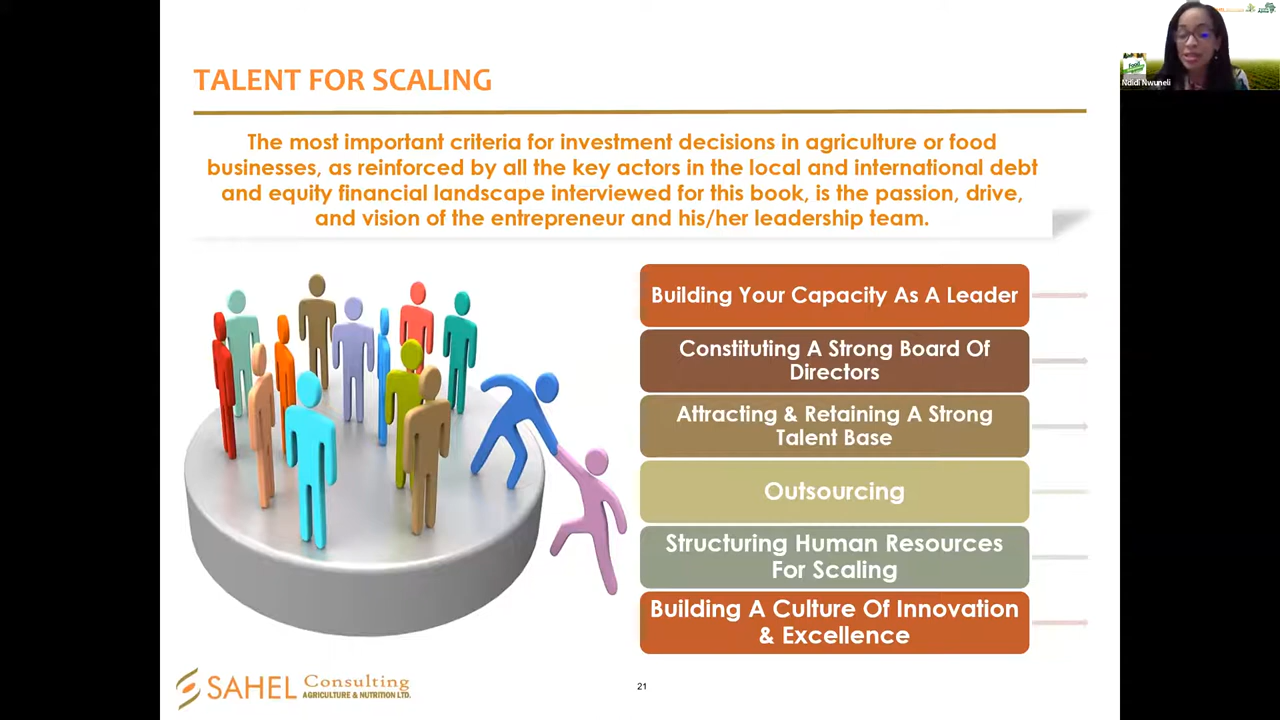 TALENT FOR SCALING
The most important criteria for investment decisions in agriculture or food
businesses, as reinforced by all the key actors in the local and international debt
and equity financial landscape interviewed for this book, is the passion, drive,
and vision of the entrepreneur and his/her leadership team.
Building Your Capacity As A Leader
Constituting A Strong Board Of
Directors
Attracting & Retaining A Strong
Talent Base
Outsourcing
Structuring Human Resources
For Scaling
Building A Culture Of Innovation
& Excellence
SAHEL Consulting
AGRICULTURE & NUTRITION LTD.
21
Food
Ndidi Nwuneli